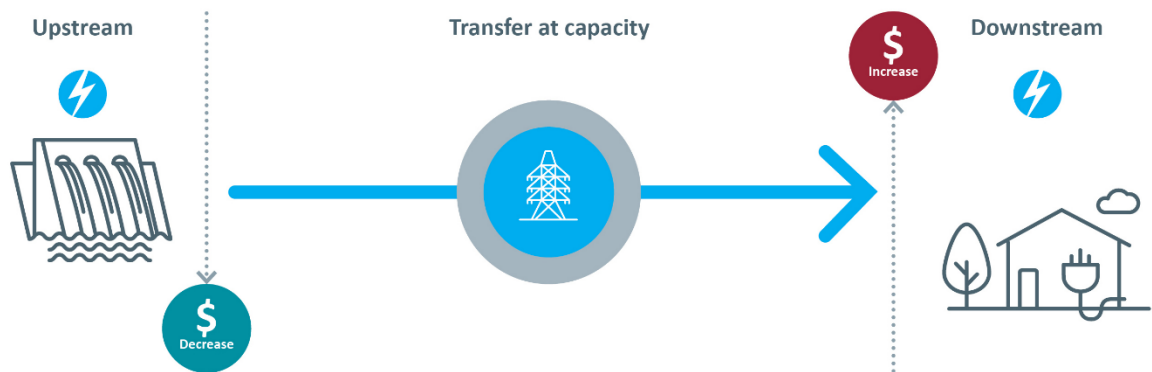 Upstream
Transfer at capacity
Downstream
$
Increase
$
Decrease